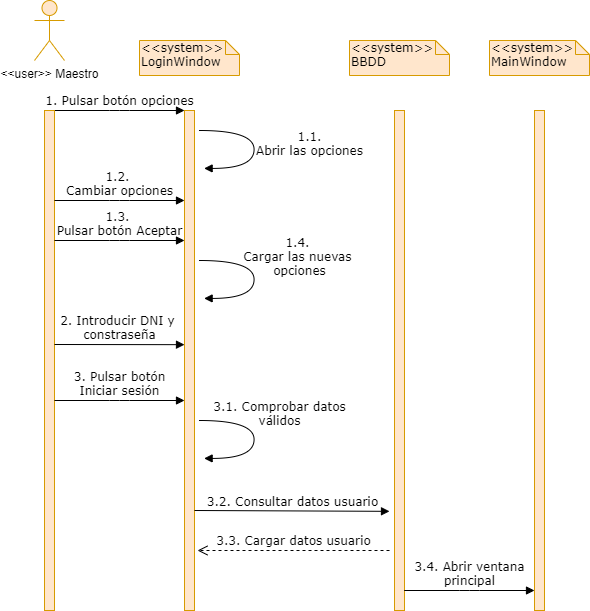 <<user>> Maestro
<<system>>
LoginWindow
<<system>>
BBDD
<<system>>
MainWindow
1. Pulsar botón opciones
1.1.
Abrir las opciones
1.2.
Cambiar opciones
1.3.
Pulsar botón Aceptar
1.4.
Cargar las nuevas
opciones
2. Introducir DNI y
constraseña
3. Pulsar botón
Iniciar sesión
3.1. Comprobar datos
válidos
3.2. Consultar datos usuario
3.3. Cargar datos usuario
3.4. Abrir ventana
principal